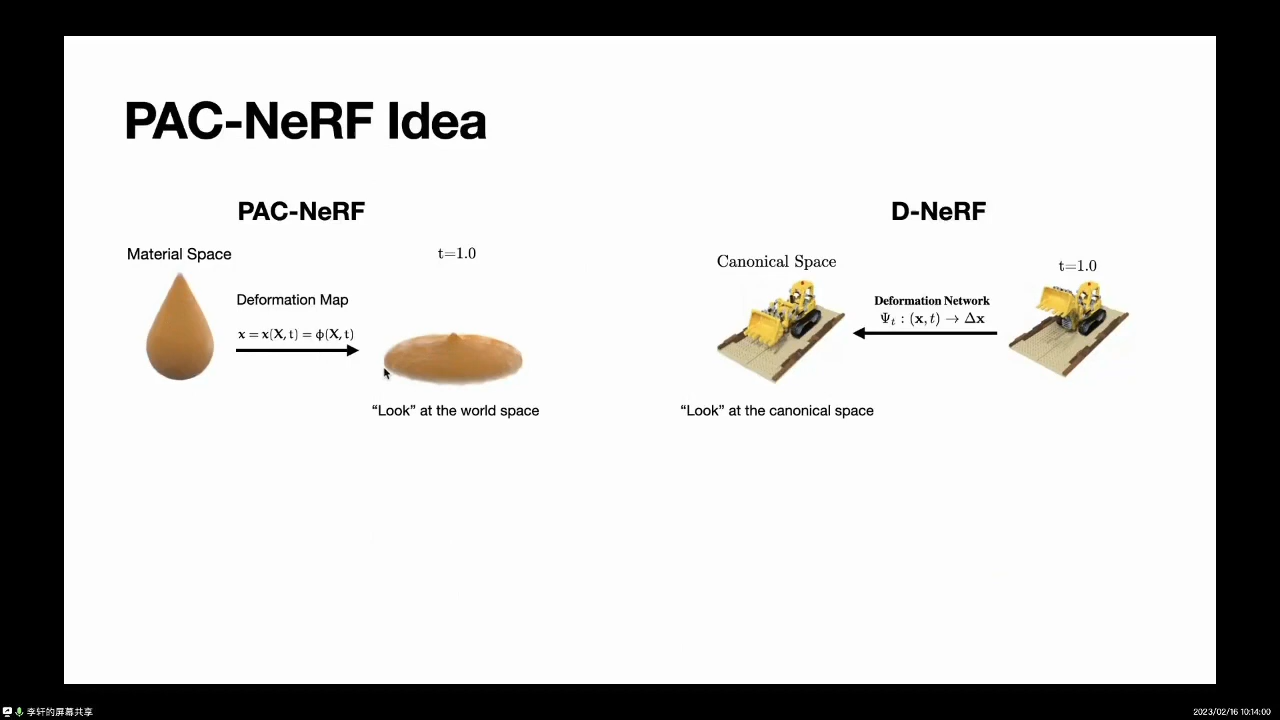 PAC-NeRF Idea
PAC-NeRF
Material Space
t=1.0
Deformation Map
x = x(X, t) = ϕ(X, t)
“Look” at the world space
D-NeRF
Canonical Space
t=1.0
Deformation Network
Ψₜ : (x, t) → Δx
“Look” at the canonical space
李轩的屏幕共享
2023/02/16 10:14:00